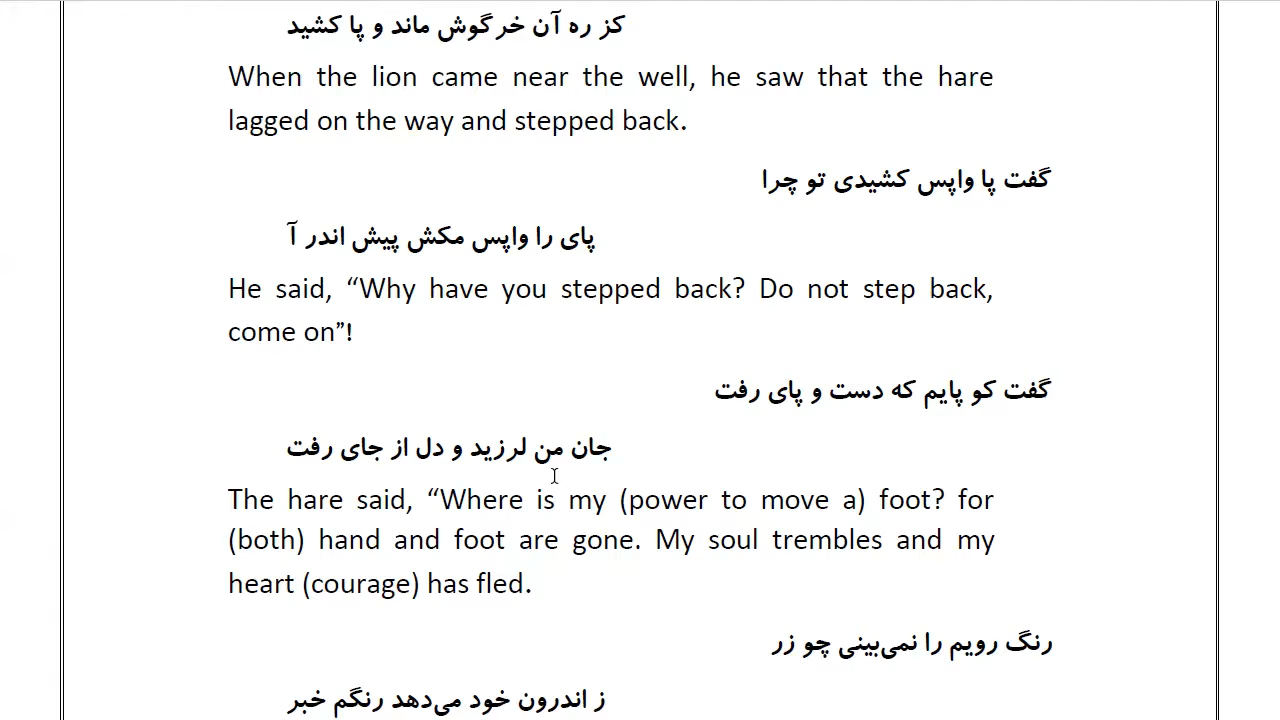 کز ره آن خرگوش ماند و پا کشید
When the lion came near the well, he saw that the hare
lagged on the way and stepped back.
گفت پا واپس کشیدی تو چرا
پای را واپس مکش پیش اندر آ
He said, “Why have you stepped back? Do not step back,
come on”!
گفت کو پایم که دست و پای رفت
جان من لرزید و دل از جای رفت
The hare said, “Where is my (power to move a) foot? for
(both) hand and foot are gone. My soul trembles and my
heart (courage) has fled.
رنگ رویم را نمی‌بینی چو زر
ز اندرون خود می‌دهد رنگم خبر